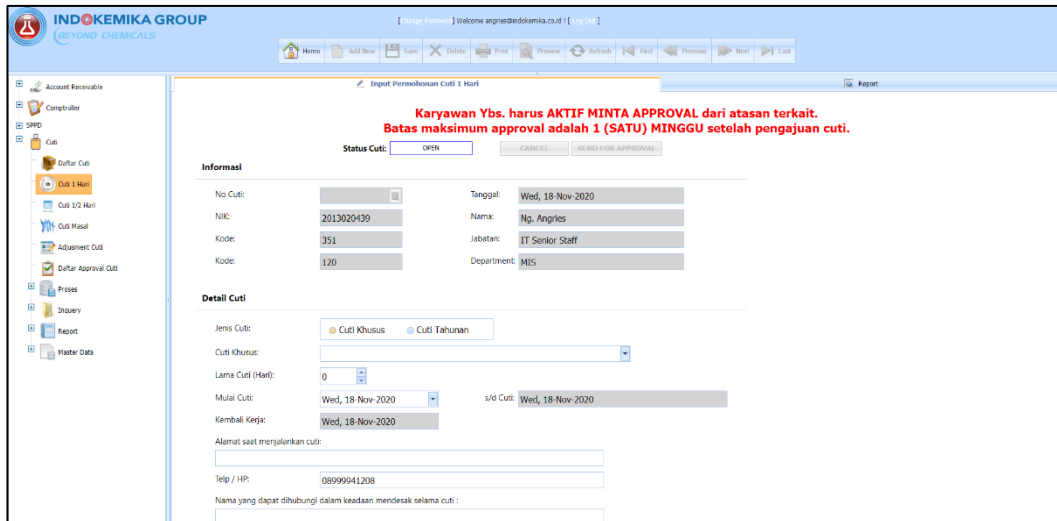 INDOKEMIKA GROUP
BEYOND CHEMICALS
[ Change Password ] Welcome angries@indokemika.co.id ! [ Log Out ]
Home Add New Save Delete Print Preview Refresh First Previous Next Last
Account Receivable
Comptroller
SPPD
Cuti
Daftar Cuti
Cuti 1 Hari
Cuti 1/2 Hari
Cuti Masal
Adjusment Cuti
Daftar Approval Cuti
Proses
Inquery
Report
Master Data
Input Permohonan Cuti 1 Hari
Report
Karyawan Ybs. harus AKTIF MINTA APPROVAL dari atasan terkait.
Batas maksimum approval adalah 1 (SATU) MINGGU setelah pengajuan cuti.
Status Cuti: OPEN CANCEL SEND FOR APPROVAL
Informasi
No Cuti: Tanggal: Wed, 18-Nov-2020
NIK: 2013020439 Nama: Ng. Angries
Kode: 351 Jabatan: IT Senior Staff
Kode: 120 Department: MIS
Detail Cuti
Jenis Cuti: Cuti Khusus Cuti Tahunan
Cuti Khusus:
Lama Cuti (Hari): 0
Mulai Cuti: Wed, 18-Nov-2020 s/d Cuti: Wed, 18-Nov-2020
Kembali Kerja: Wed, 18-Nov-2020
Alamat saat menjalankan cuti:
Telp / HP: 08999941208
Nama yang dapat dihubungi dalam keadaan mendesak selama cuti :